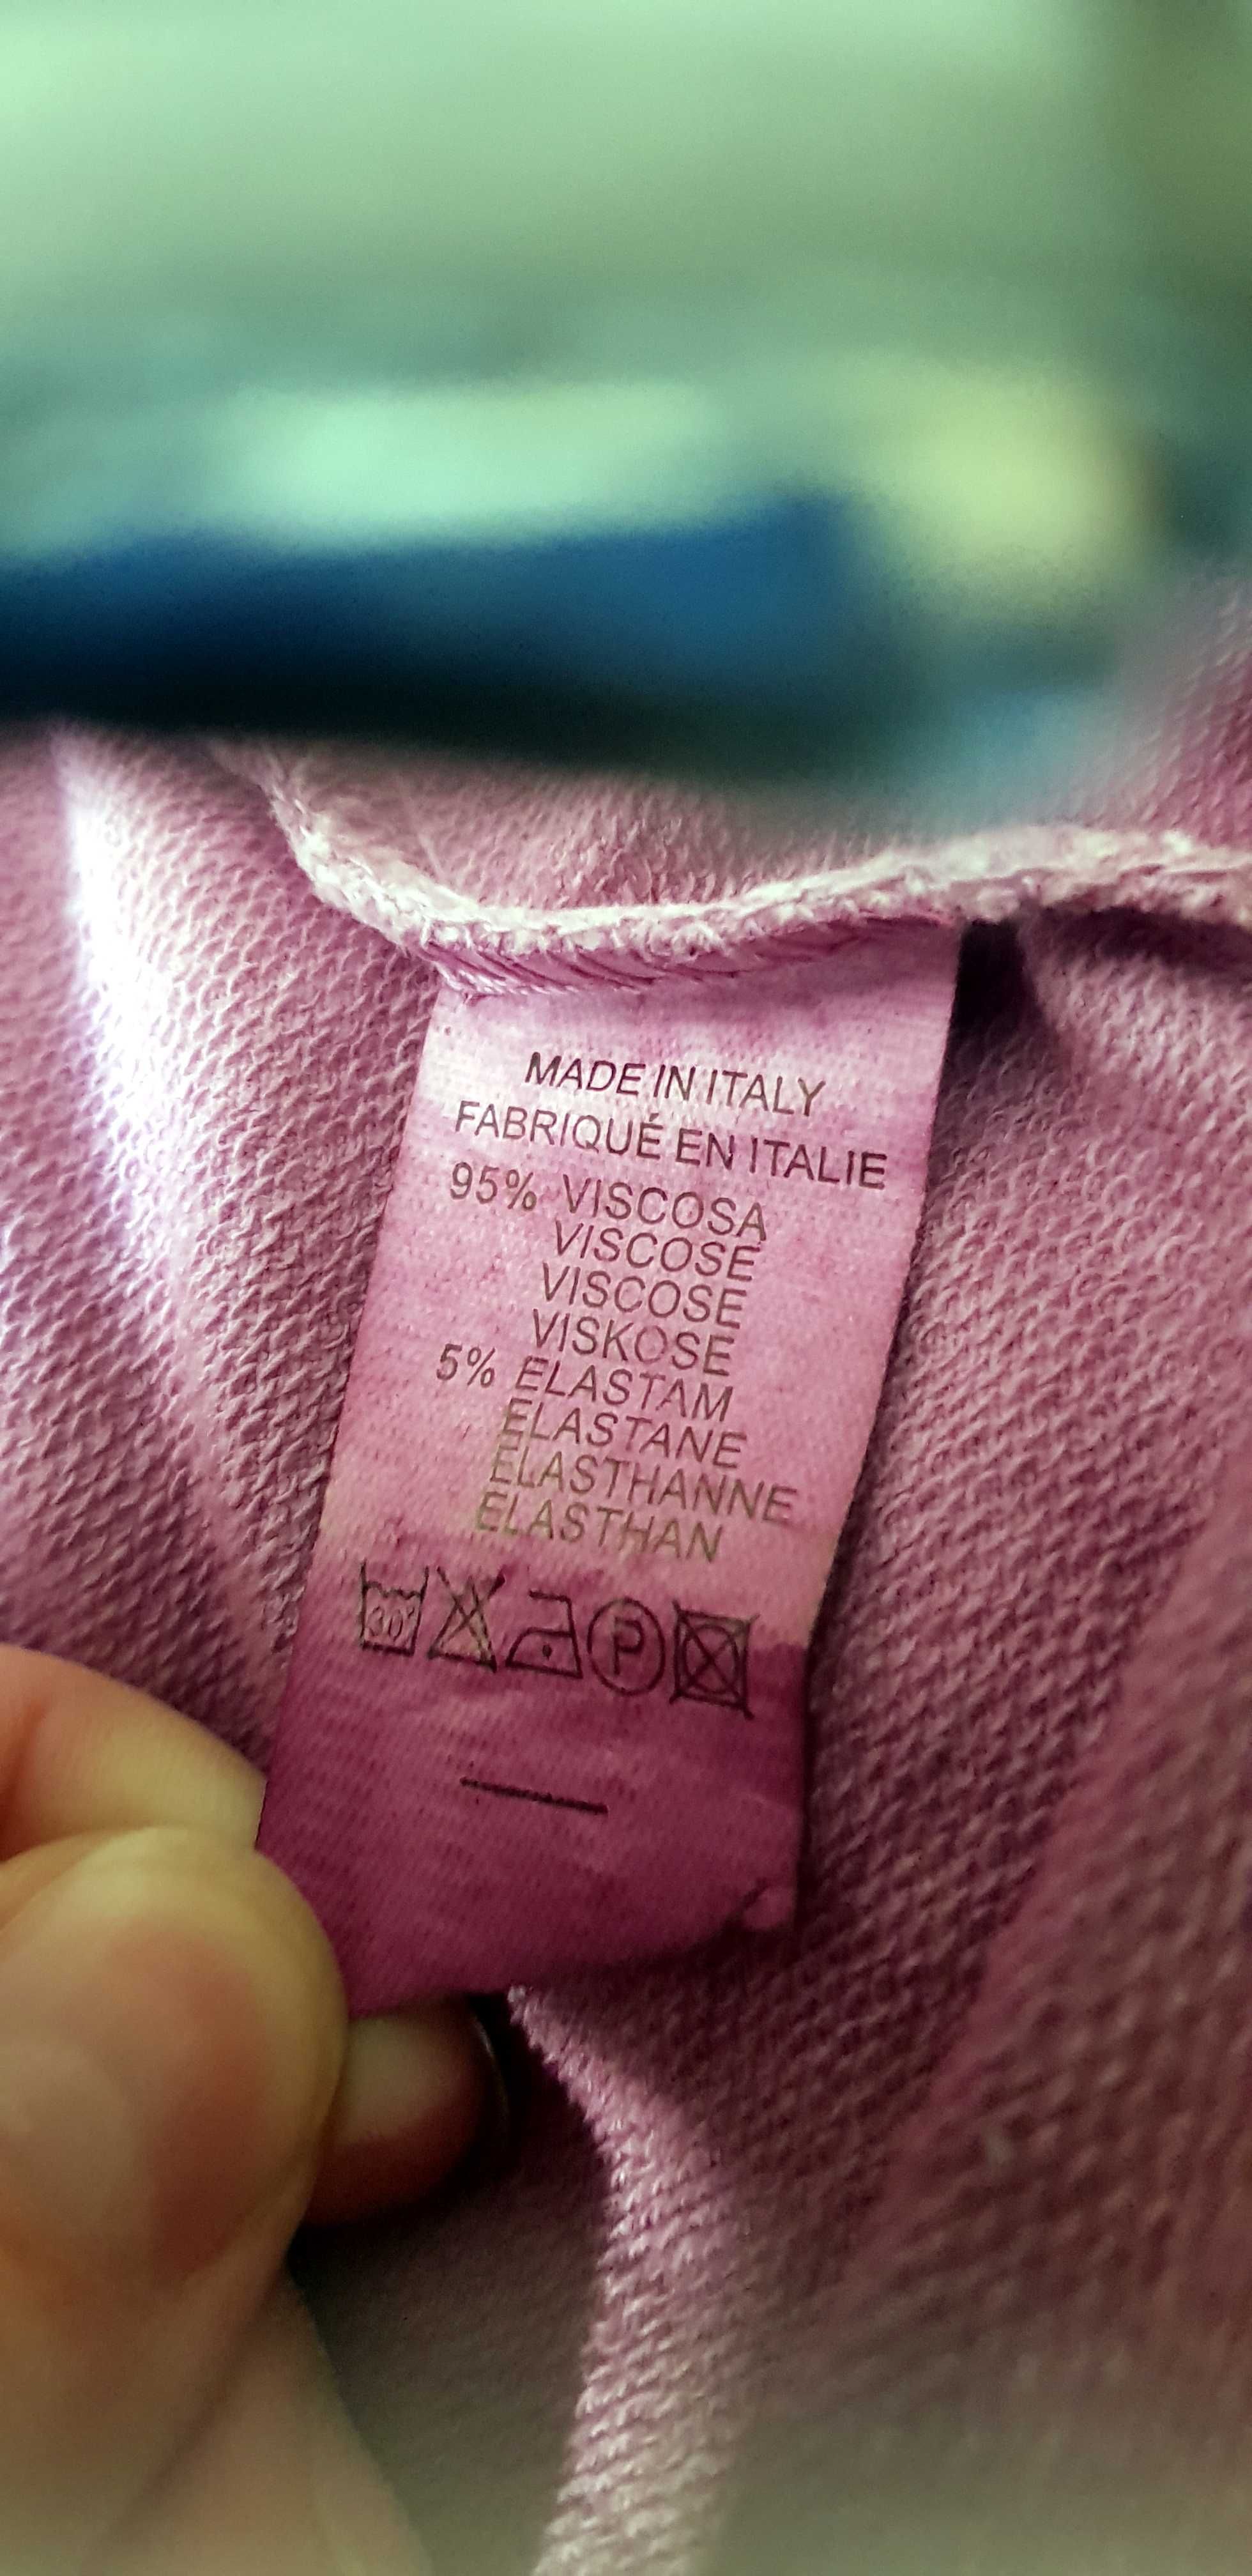 MADE IN ITALY
FABRIQUÉ EN ITALIE
95% VISCOSA
VISCOSE
VISCOSE
VISKOSE
5% ELASTAM
ELASTANE
ELASTHANNE
ELASTHAN
30° P